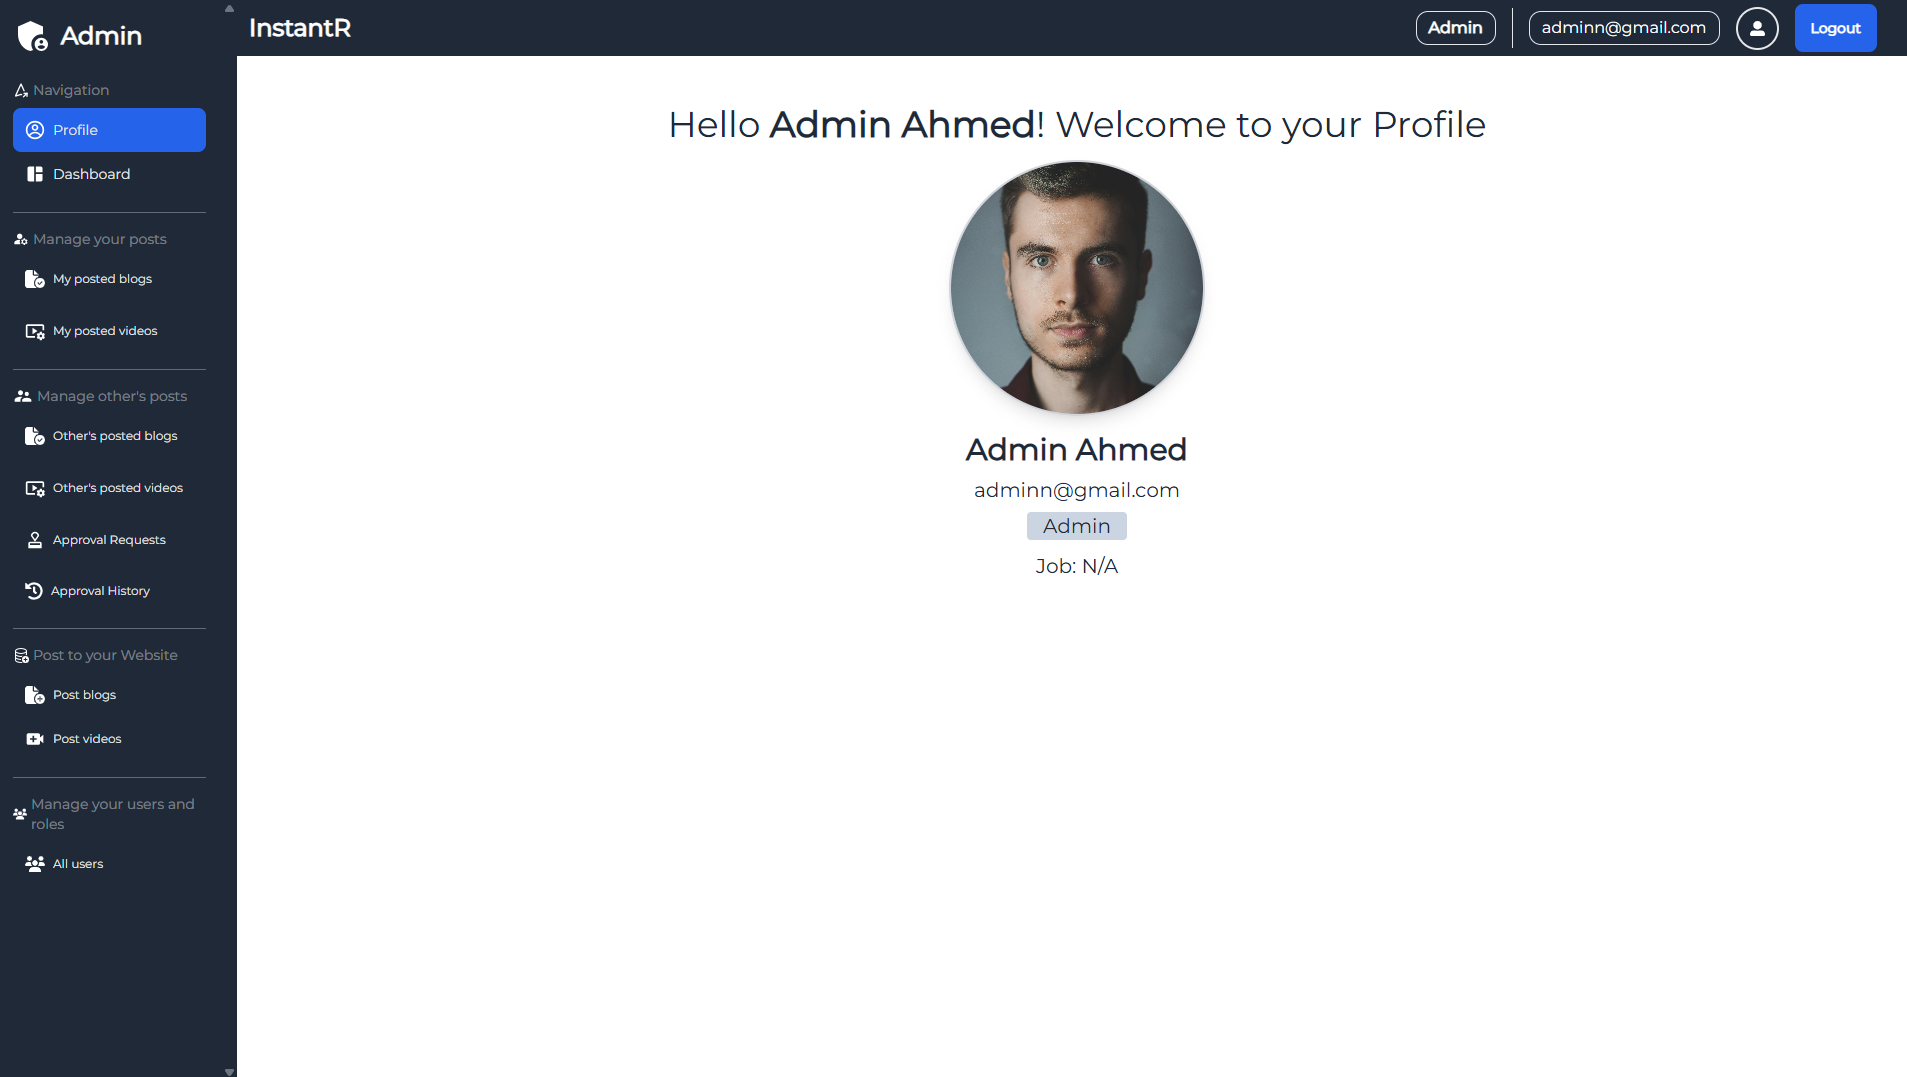 Admin
InstantR
Admin
adminn@gmail.com
Logout
Navigation
Profile
Dashboard
Manage your posts
My posted blogs
My posted videos
Manage other's posts
Other's posted blogs
Other's posted videos
Approval Requests
Approval History
Post to your Website
Post blogs
Post videos
Manage your users and
roles
All users
Hello Admin Ahmed! Welcome to your Profile
Admin Ahmed
adminn@gmail.com
Admin
Job: N/A